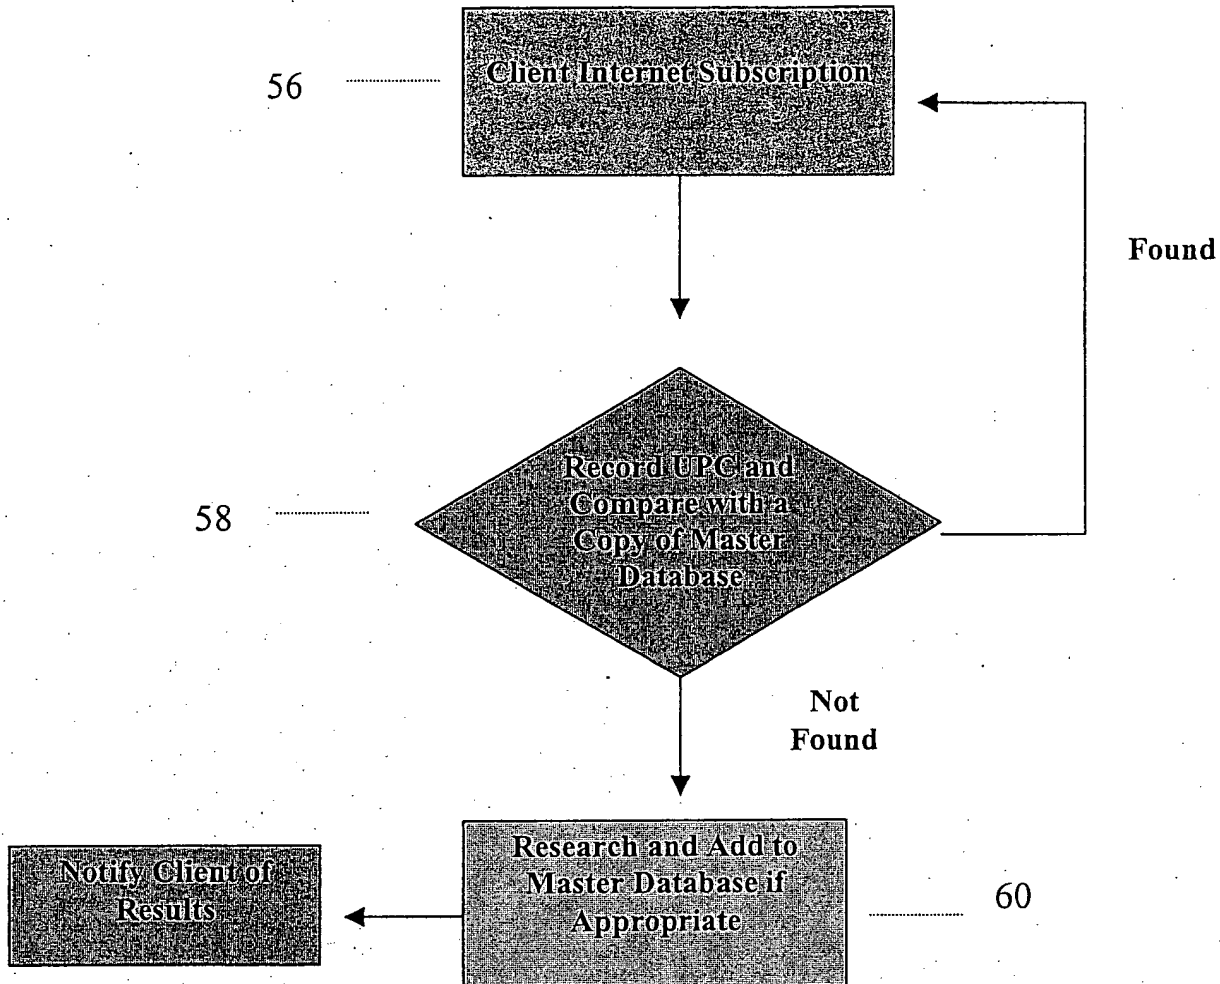 Client Internet Subscription
56
Found
Record UPC and
Compare with a
Copy of Master
Database
58
Not
Found
Research and Add to
Master Database if
Appropriate
60
Notify Client of
Results